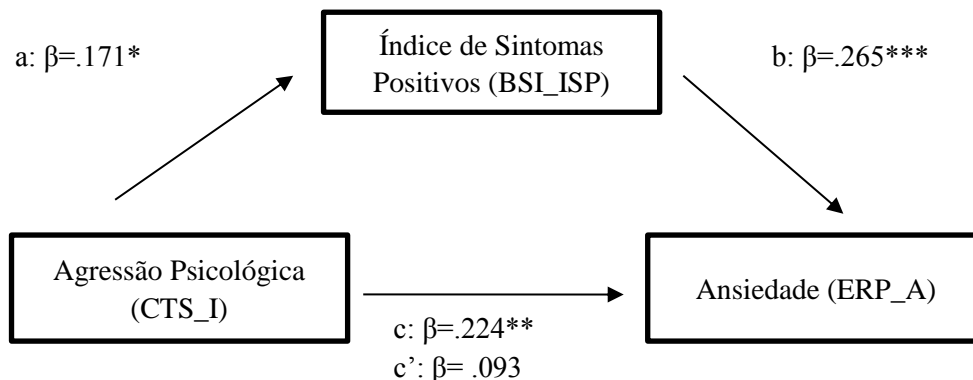 a: β=.171*
Índice de Sintomas
Positivos (BSI_ISP)
b: β=.265***
Agressão Psicológica
(CTS_I)
Ansiedade (ERP_A)
c: β=.224**
c’: β= .093